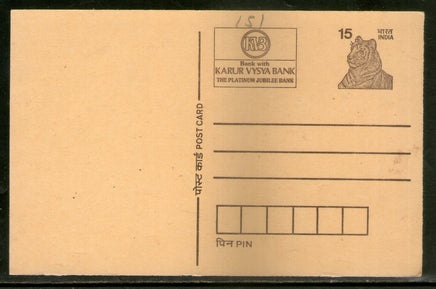 151
KVB
Bank with
KARUR VYSYA BANK
THE PLATINUM JUBILEE BANK
15 भारत
INDIA
पोस्ट कार्ड POST CARD
पिन PIN